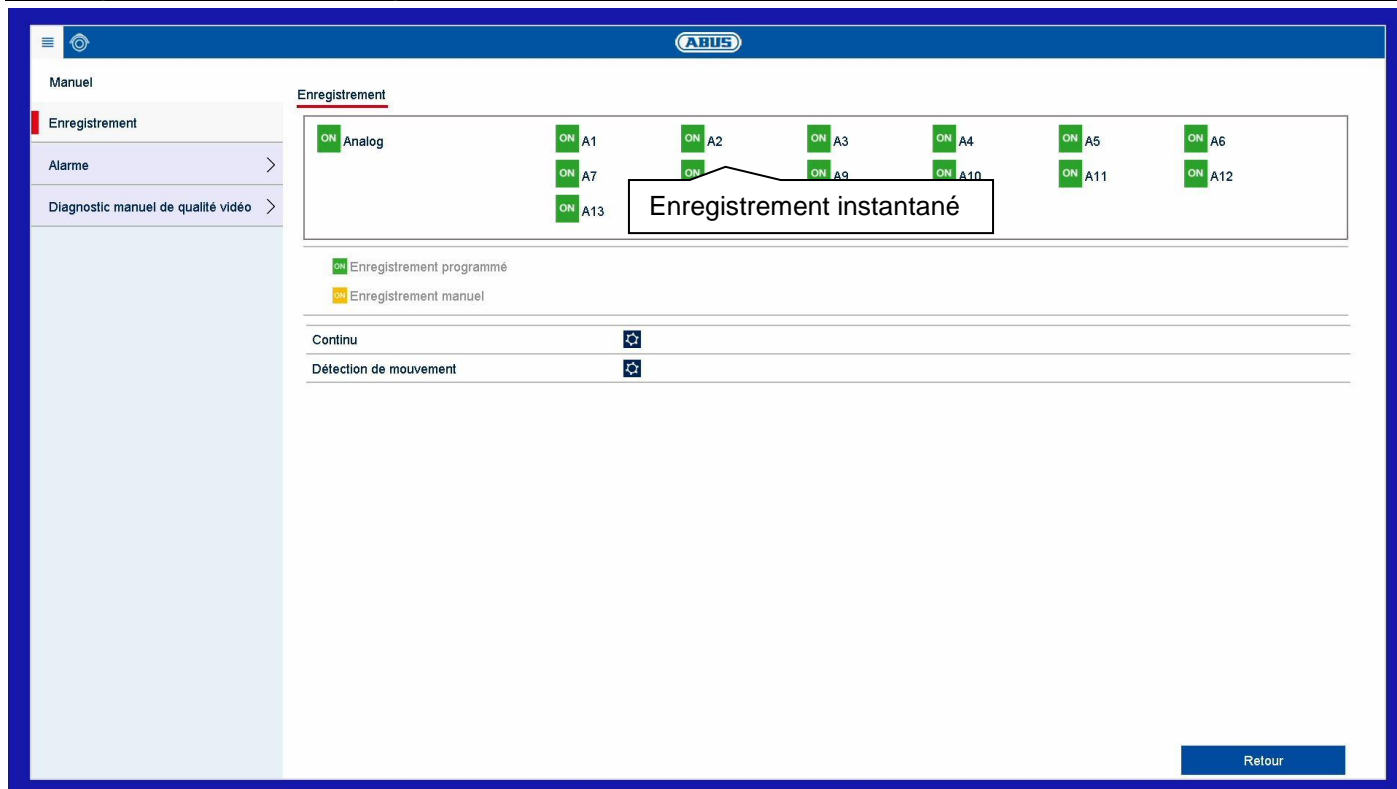 ABUS
Manuel
Enregistrement
Alarme
Diagnostic manuel de qualité vidéo
Enregistrement
ON Analog ON A1 ON A2 ON A3 ON A4 ON A5 ON A6
ON A7 ON ON A9 ON A10 ON A11 ON A12
ON A13
Enregistrement instantané
ON Enregistrement programmé
ON Enregistrement manuel
Continu
Détection de mouvement
Retour